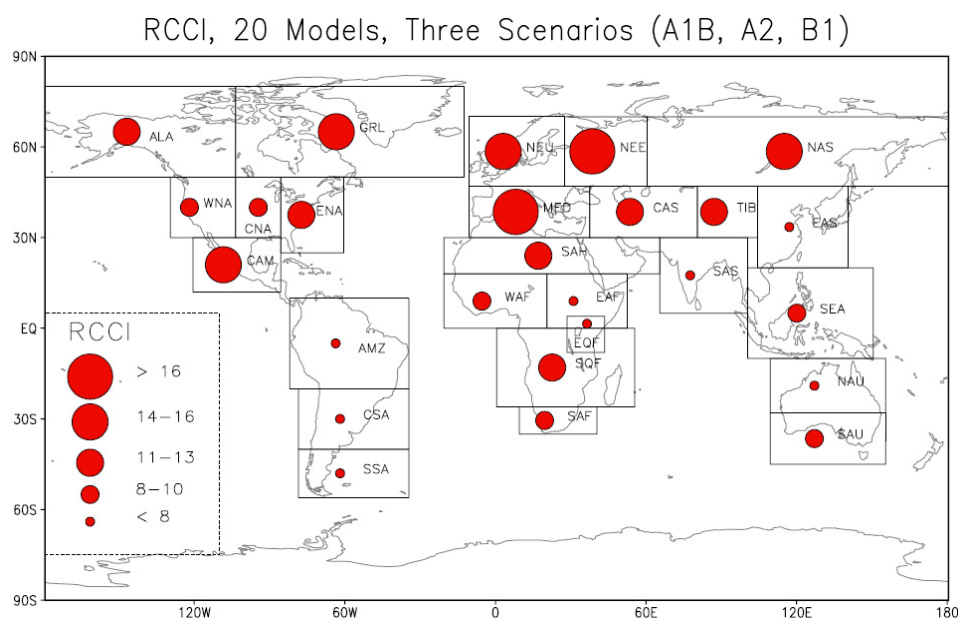 RCCI, 20 Models, Three Scenarios (A1B, A2, B1)
90N
60N
30N
EQ
30S
60S
90S
ALA
GRL
NEU
NEE
NAS
WNA
CNA
ENA
MED
CAS
TIB
EAS
CAM
SAH
SAS
WAF
EAF
SEA
EQF
SQF
AMZ
NAU
CSA
SAF
SAU
SSA
RCCI
> 16
14-16
11-13
8-10
< 8
120W
60W
0
60E
120E
180